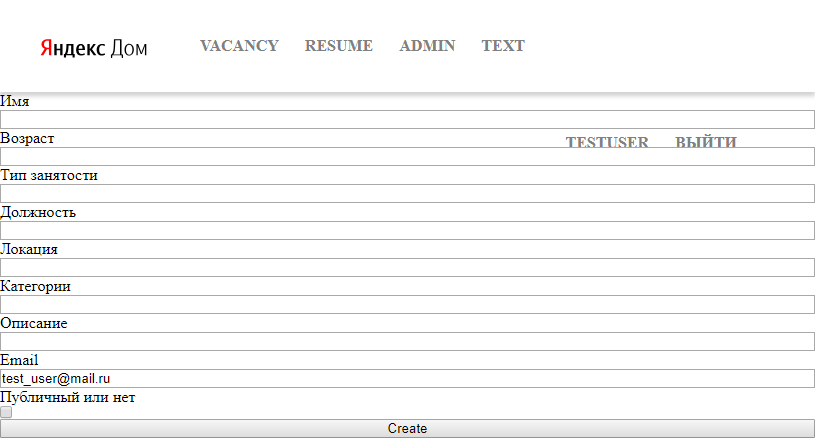 Яндекс Дом VACANCY RESUME ADMIN TEXT
Имя
Возраст
TESTUSER ВЫЙТИ
Тип занятости
Должность
Локация
Категории
Описание
Email
test_user@mail.ru
Публичный или нет
Create